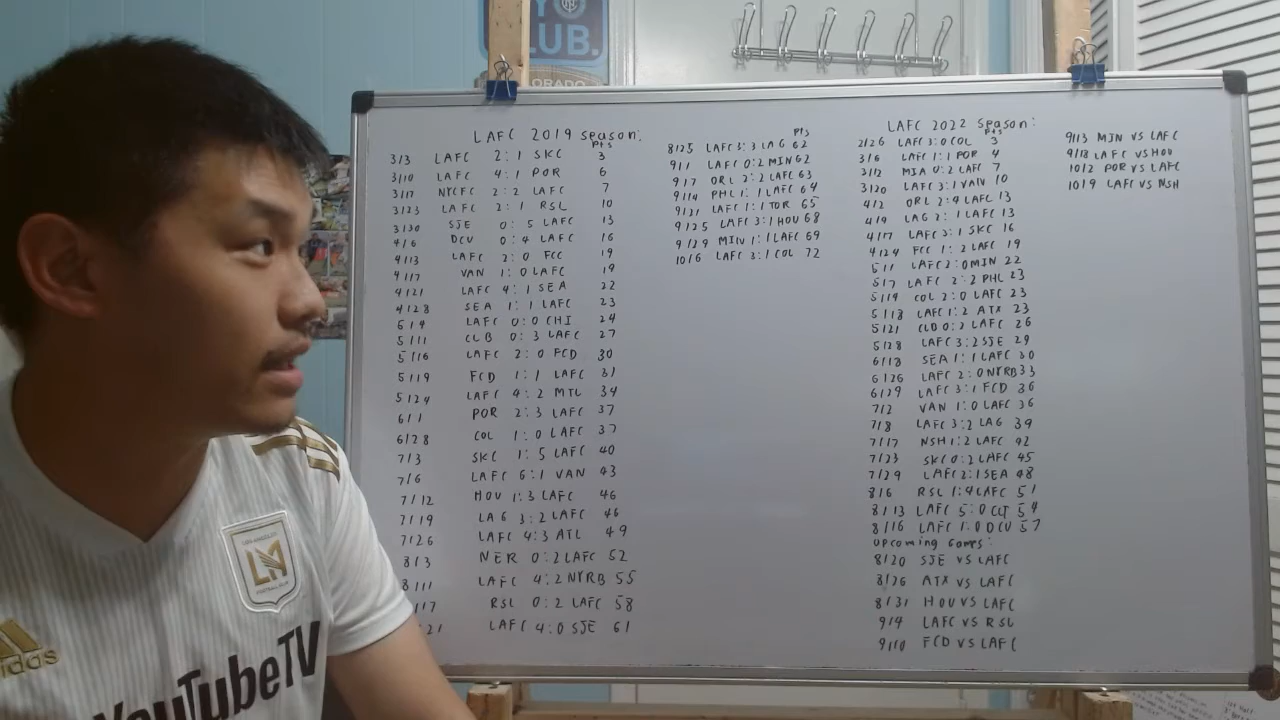 YO
CLUB.
ORADO
LAFC 2019 season:
Pts
3/3 LAFC 2:1 SKC 3
3/10 LAFC 4:1 POR 6
3/17 NYCFC 2:2 LAFC 7
3/23 LAFC 2:1 RSL 10
3/30 SJE 0:5 LAFC 13
4/6 DCU 0:4 LAFC 16
4/13 LAFC 2:0 FCC 19
4/17 VAN 1:0 LAFC 19
4/21 LAFC 4:1 SEA 22
4/28 SEA 1:1 LAFC 23
LAFC 0:0 CHI 24
5/11 CLB 0:3 LAFC 27
5/16 LAFC 2:0 FCD 30
5/19 FCD 1:1 LAFC 31
5/24 LAFC 4:2 MTL 34
6/1 POR 2:3 LAFC 37
6/28 COL 1:0 LAFC 37
7/3 SKC 1:5 LAFC 40
7/6 LAFC 6:1 VAN 43
7/12 HOU 1:3 LAFC 46
7/19 LAG 3:2 LAFC 46
7/26 LAFC 4:3 ATL 49
8/3 NER 0:2 LAFC 52
8/11 LAFC 4:2 NYRB 55
/17 RSL 0:2 LAFC 58
21 LAFC 4:0 SJE 61
Pts
8/25 LAFC 3:3 LAG 62
9/1 LAFC 0:2 MIN 62
9/7 ORL 2:2 LAFC 63
9/14 PHL 1:1 LAFC 64
9/21 LAFC 1:1 TOR 65
9/25 LAFC 3:1 HOU 68
9/29 MIN 1:1 LAFC 69
10/6 LAFC 3:1 COL 72
LAFC 2022 season:
Pts
2/26 LAFC 3:0 COL 3
3/6 LAFC 1:1 POR 4
3/12 MIA 0:2 LAFC 7
3/20 LAFC 3:1 VAN 10
4/2 ORL 2:4 LAFC 13
4/9 LAG 2:1 LAFC 13
4/17 LAFC 3:1 SKC 16
4/24 FCC 1:2 LAFC 19
5/1 LAFC 2:0 MIN 22
5/7 LAFC 2:2 PHL 23
5/14 COL 2:0 LAFC 23
5/18 LAFC 1:2 ATX 23
5/21 CLB 0:2 LAFC 26
5/28 LAFC 3:2 SJE 29
6/18 SEA 1:1 LAFC 30
6/26 LAFC 2:0 NYRB 33
6/29 LAFC 3:1 FCD 36
7/2 VAN 1:0 LAFC 36
7/8 LAFC 3:2 LAG 39
7/17 NSH 1:2 LAFC 42
7/23 SKC 0:2 LAFC 45
7/29 LAFC 2:1 SEA 48
8/6 RSL 1:4 LAFC 51
8/13 LAFC 5:0 CLT 54
8/16 LAFC 1:0 DCU 57
Upcoming Games:
8/20 SJE VS LAFC
8/26 ATX VS LAFC
8/31 HOU VS LAFC
9/4 LAFC VS RSL
9/10 FCD VS LAFC
9/13 MIN VS LAFC
9/18 LAFC VS HOU
10/2 POR VS LAFC
10/9 LAFC VS NSH
LOS ANGELES
LA
FOOTBALL CLUB
adidas
YouTubeTV